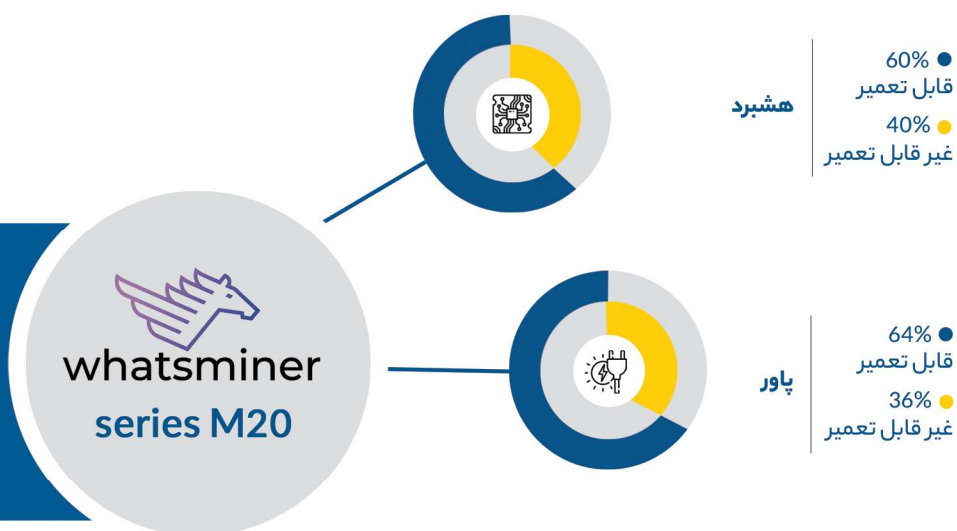 هشبرد
60%
قابل تعمیر
40%
غیر قابل تعمیر
whatsminer
series M20
پاور
64%
قابل تعمیر
36%
غیر قابل تعمیر